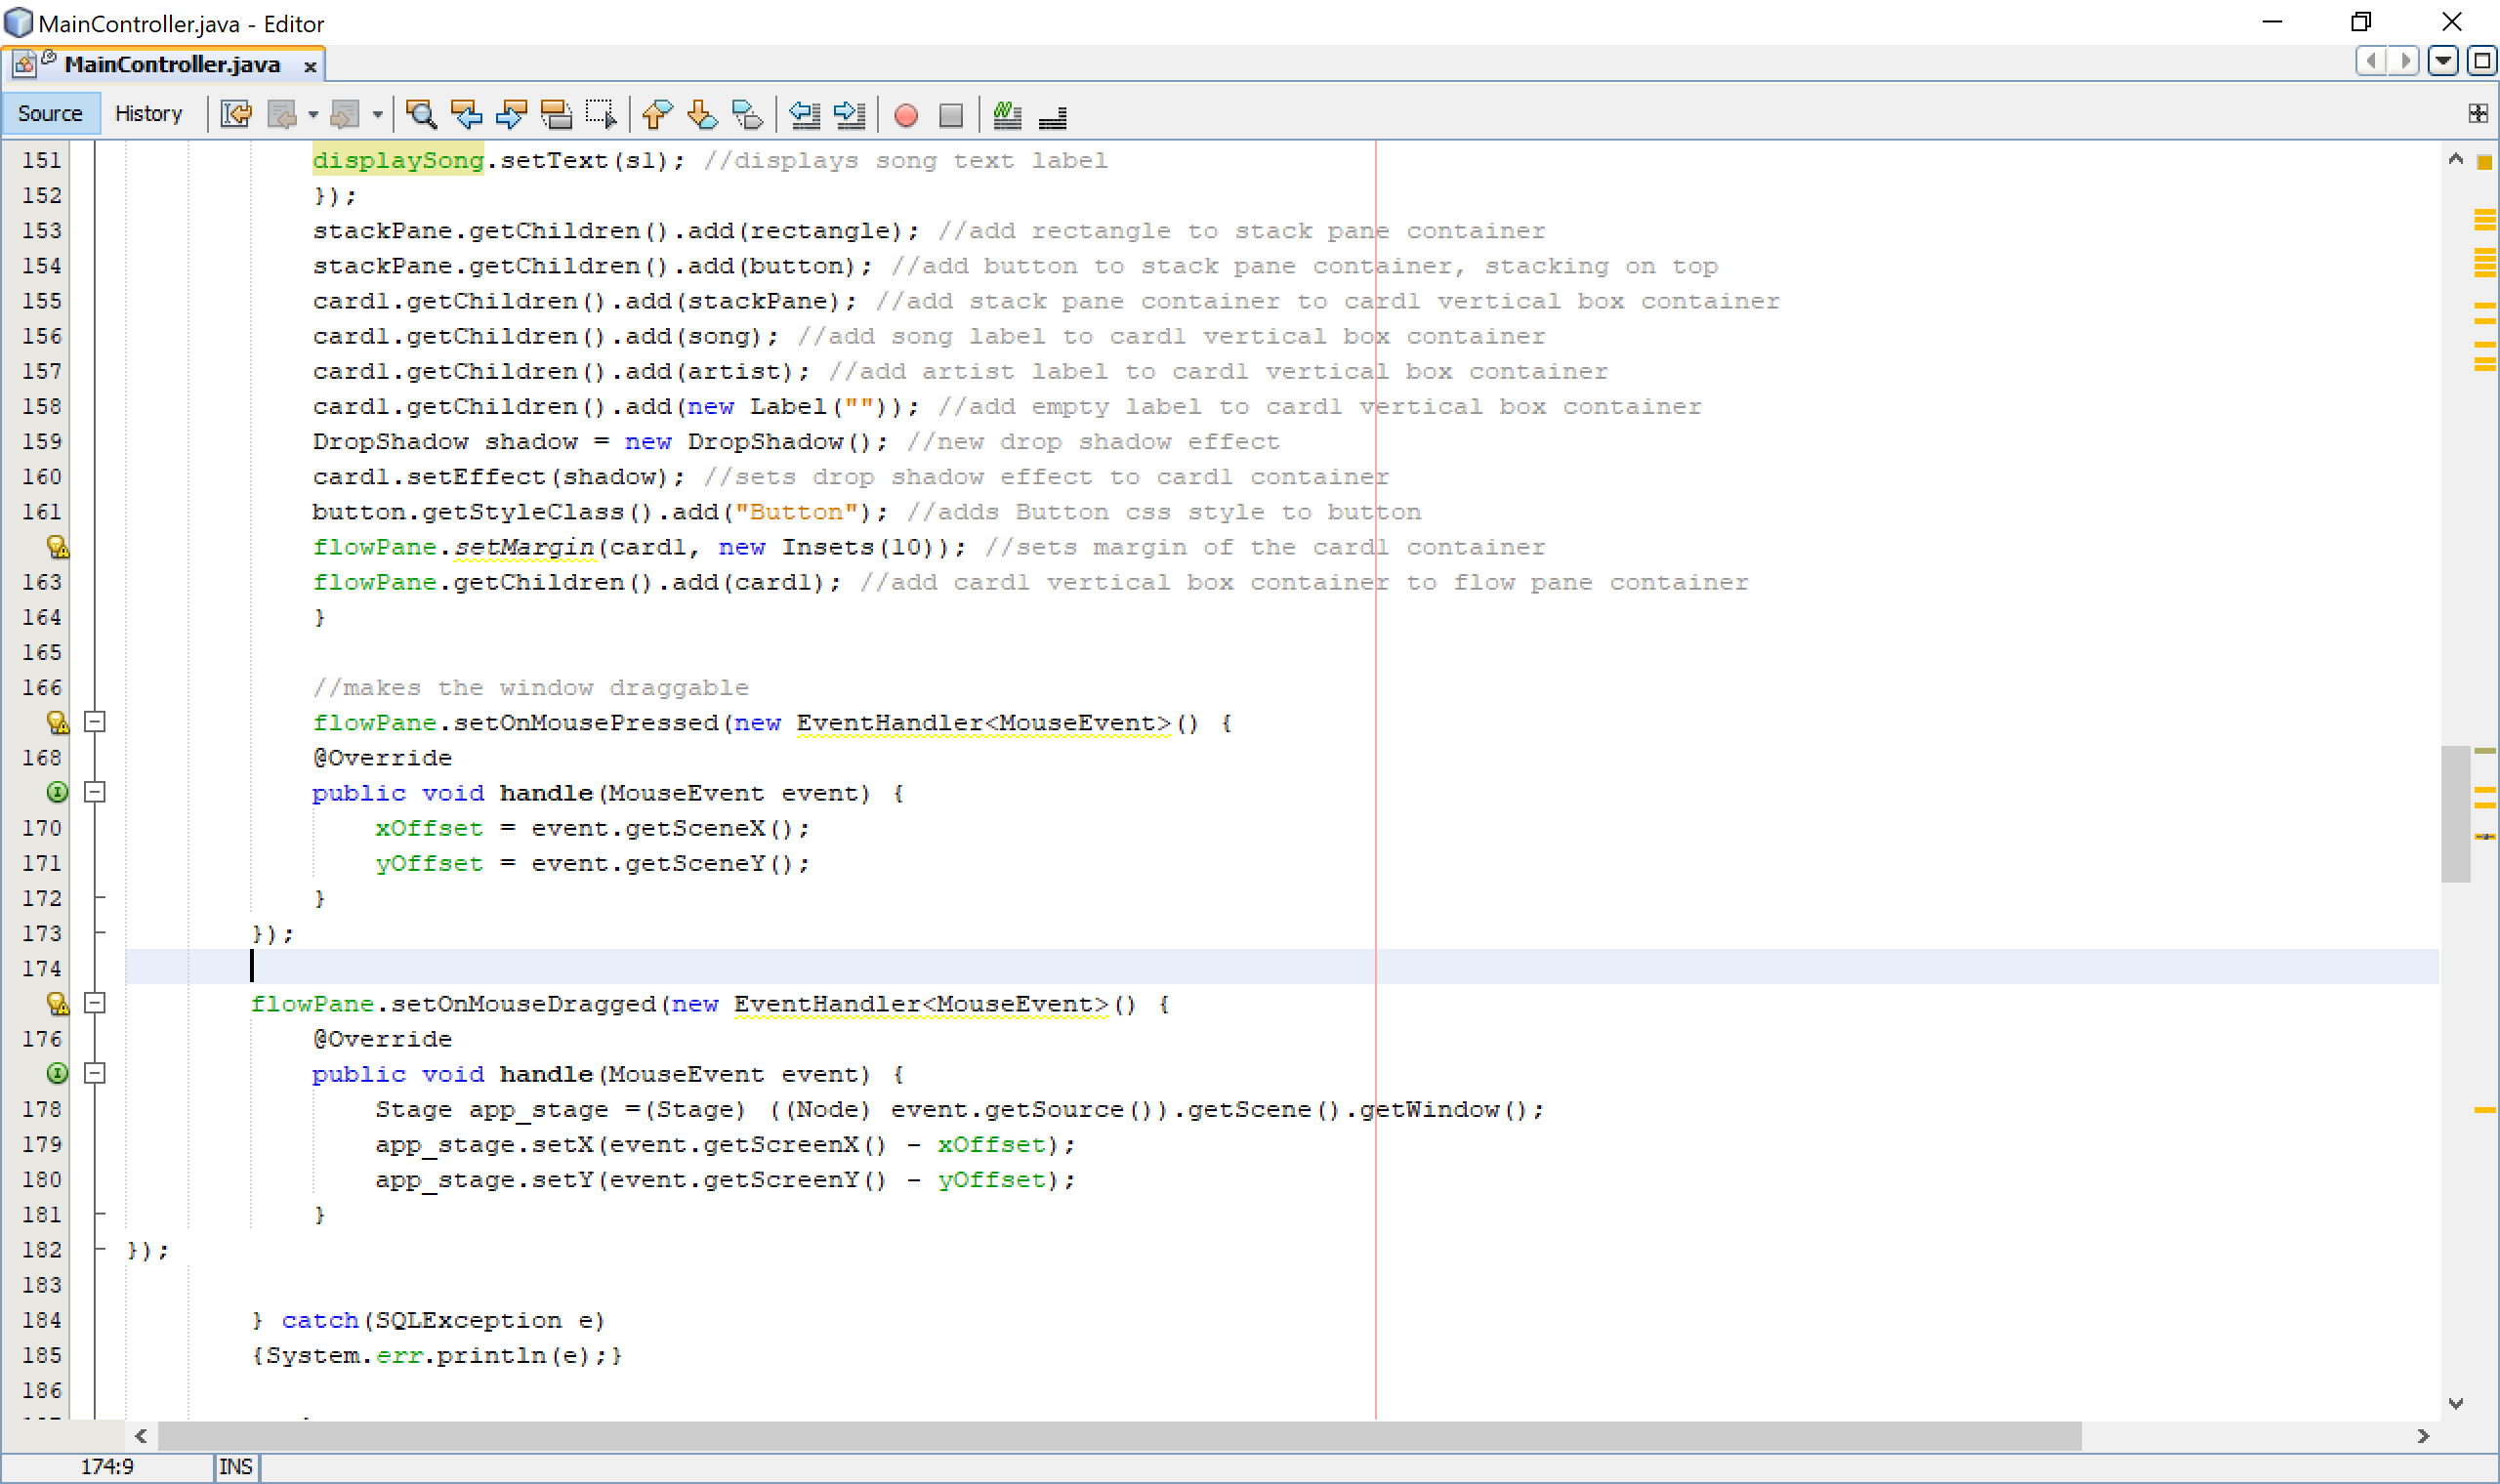 MainController.java - Editor
MainController.java x
Source History
151 displaySong.setText(s1); //displays song text label
152 });
153 stackPane.getChildren().add(rectangle); //add rectangle to stack pane container
154 stackPane.getChildren().add(button); //add button to stack pane container, stacking on top
155 card1.getChildren().add(stackPane); //add stack pane container to card1 vertical box container
156 card1.getChildren().add(song); //add song label to card1 vertical box container
157 card1.getChildren().add(artist); //add artist label to card1 vertical box container
158 card1.getChildren().add(new Label("")); //add empty label to card1 vertical box container
159 DropShadow shadow = new DropShadow(); //new drop shadow effect
160 card1.setEffect(shadow); //sets drop shadow effect to card1 container
161 button.getStyleClass().add("Button"); //adds Button css style to button
flowPane.setMargin(card1, new Insets(10)); //sets margin of the card1 container
163 flowPane.getChildren().add(card1); //add card1 vertical box container to flow pane container
164 }
165
166 //makes the window draggable
flowPane.setOnMousePressed(new EventHandler<MouseEvent>() {
168 @Override
public void handle(MouseEvent event) {
170 xOffset = event.getSceneX();
171 yOffset = event.getSceneY();
172 }
173 });
174
flowPane.setOnMouseDragged(new EventHandler<MouseEvent>() {
176 @Override
public void handle(MouseEvent event) {
178 Stage app_stage =(Stage) ((Node) event.getSource()).getScene().getWindow();
179 app_stage.setX(event.getScreenX() - xOffset);
180 app_stage.setY(event.getScreenY() - yOffset);
181 }
182 });
183
184 } catch(SQLException e)
185 {System.err.println(e);}
186
174:9 INS